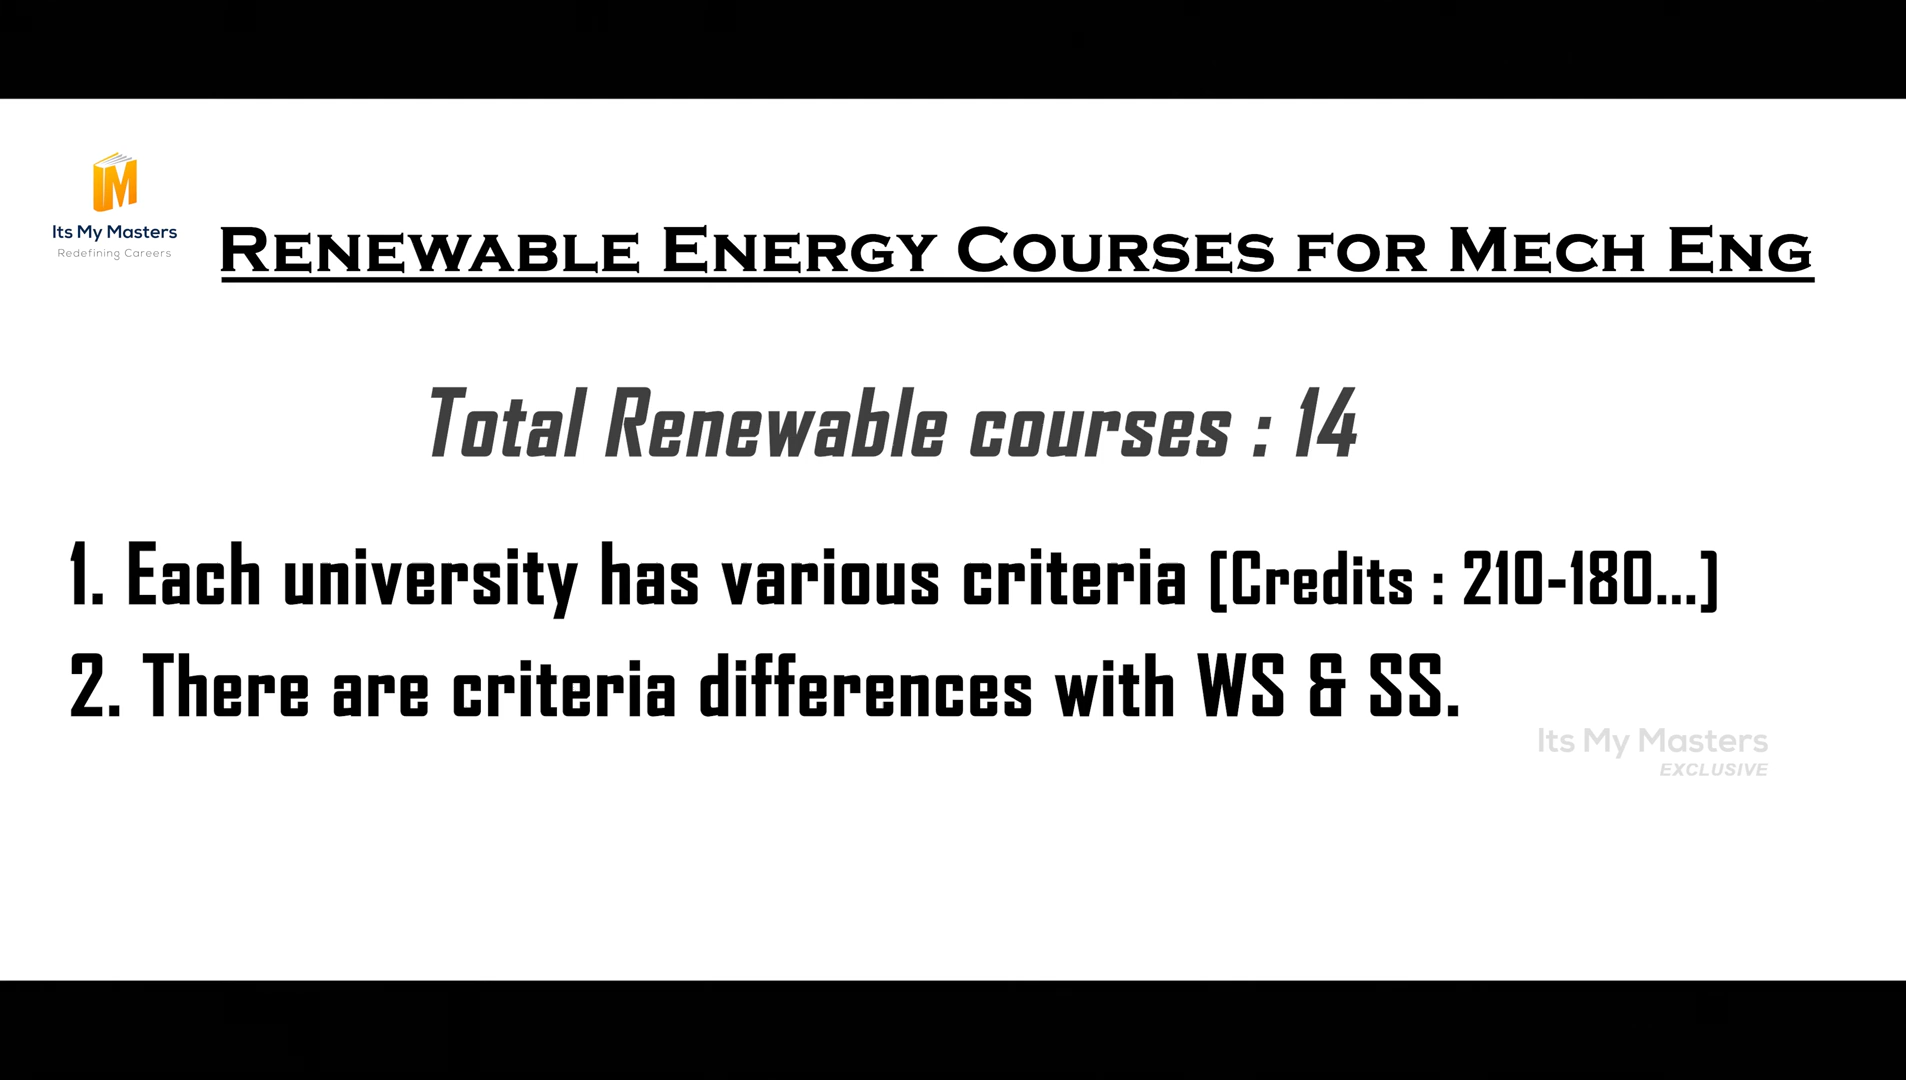 Its My Masters
Redefining Careers
RENEWABLE ENERGY COURSES FOR MECH ENG
Total Renewable courses : 14
1. Each university has various criteria [Credits : 210-180...]
2. There are criteria differences with WS & SS.
Its My Masters
EXCLUSIVE